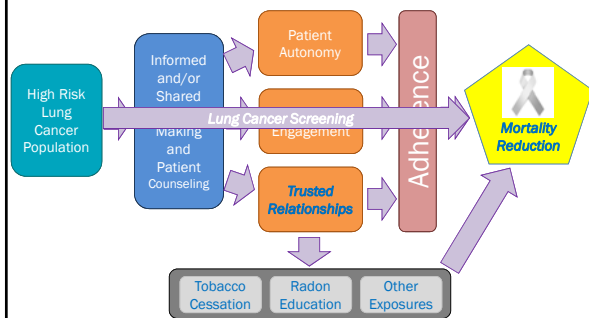 High Risk
Lung
Cancer
Population
Informed
and/or
Shared
Making
and
Patient
Counseling
Patient
Autonomy
Lung Cancer Screening
Engagement
Trusted
Relationships
Adherence
Mortality
Reduction
Tobacco
Cessation
Radon
Education
Other
Exposures